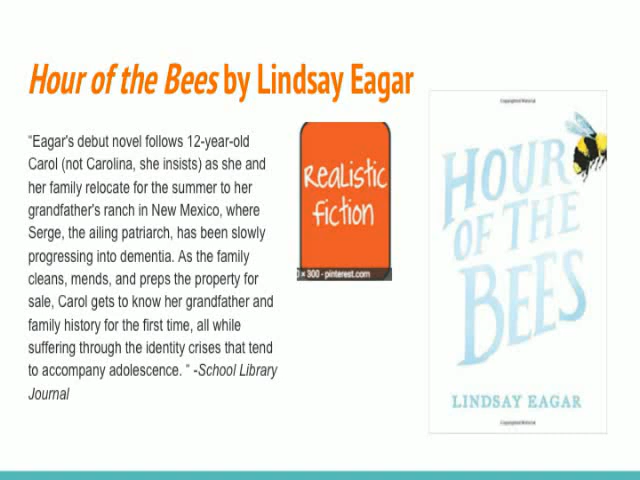 Hour of the Bees by Lindsay Eagar
“Eagar's debut novel follows 12-year-old
Carol (not Carolina, she insists) as she and
her family relocate for the summer to her
grandfather's ranch in New Mexico, where
Serge, the ailing patriarch, has been slowly
progressing into dementia. As the family
cleans, mends, and preps the property for
sale, Carol gets to know her grandfather and
family history for the first time, all while
suffering through the identity crises that tend
to accompany adolescence. ” -School Library
Journal
Realistic
fiction
0 × 300 - pinterest.com
Copyrighted Material
HOUR
OF THE
BEES
LINDSAY EAGAR
Copyrighted Material